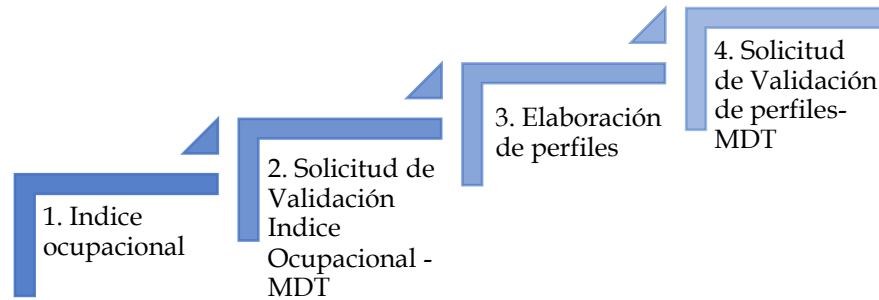 1. Indice
ocupacional
2. Solicitud de
Validación
Indice
Ocupacional -
MDT
3. Elaboración
de perfiles
4. Solicitud
de Validación
de perfiles-
MDT